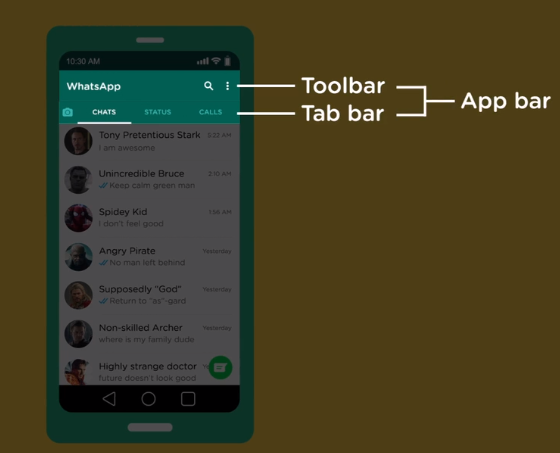 10:30 AM
WhatsApp
CHATS STATUS CALLS
Toolbar
Tab bar
App bar
Tony Pretentious Stark 5:22 AM
I am awesome
Unincredible Bruce 2:10 AM
Keep calm green man
Spidey Kid 1:56 AM
I don't feel good
Angry Pirate Yesterday
No man left behind
Supposedly "God" Yesterday
Return to "as"-gard
Non-skilled Archer Yesterday
where is my family dude
Highly strange doctor
future doesn't look good